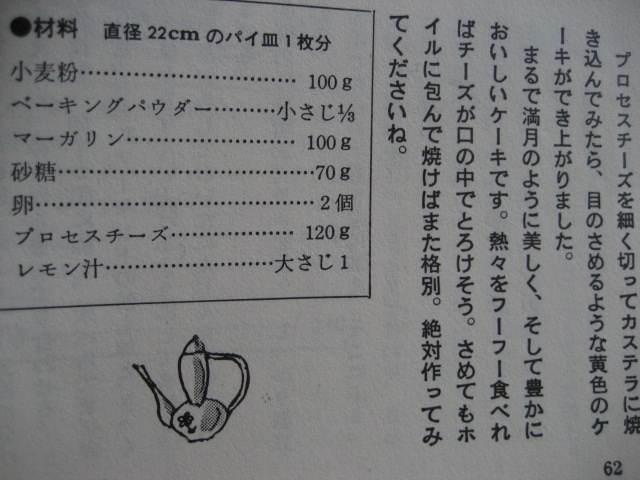 ●材料 直径22cmのパイ皿1枚分
小麦粉……………………… 100g
ベーキングパウダー………小さじ⅓
マーガリン………………… 100g
砂糖……………………………70g
卵………………………………2個
プロセスチーズ…………… 120g
レモン汁…………………大さじ1
プロセスチーズを細く切ってカステラに焼
き込んでみたら、目のさめるような黄色のケ
ーキができ上がりました。
まるで満月のように美しく、そして豊かに
おいしいケーキです。熱々をフーフー食べれ
ばチーズが口の中でとろけそう。さめてもホ
イルに包んで焼けばまた格別。絶対作ってみ
てくださいね。
62